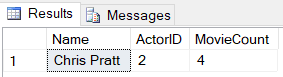 Results Messages
Name ActorID MovieCount
1 Chris Pratt 2 4